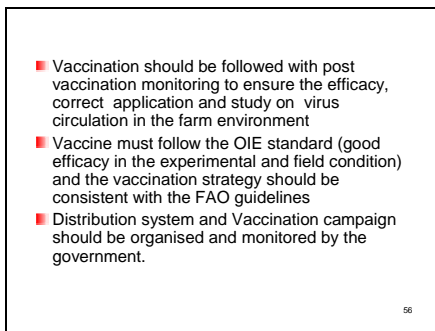 Vaccination should be followed with post
vaccination monitoring to ensure the efficacy,
correct application and study on virus
circulation in the farm environment
Vaccine must follow the OIE standard (good
efficacy in the experimental and field condition)
and the vaccination strategy should be
consistent with the FAO guidelines
Distribution system and Vaccination campaign
should be organised and monitored by the
government.
56